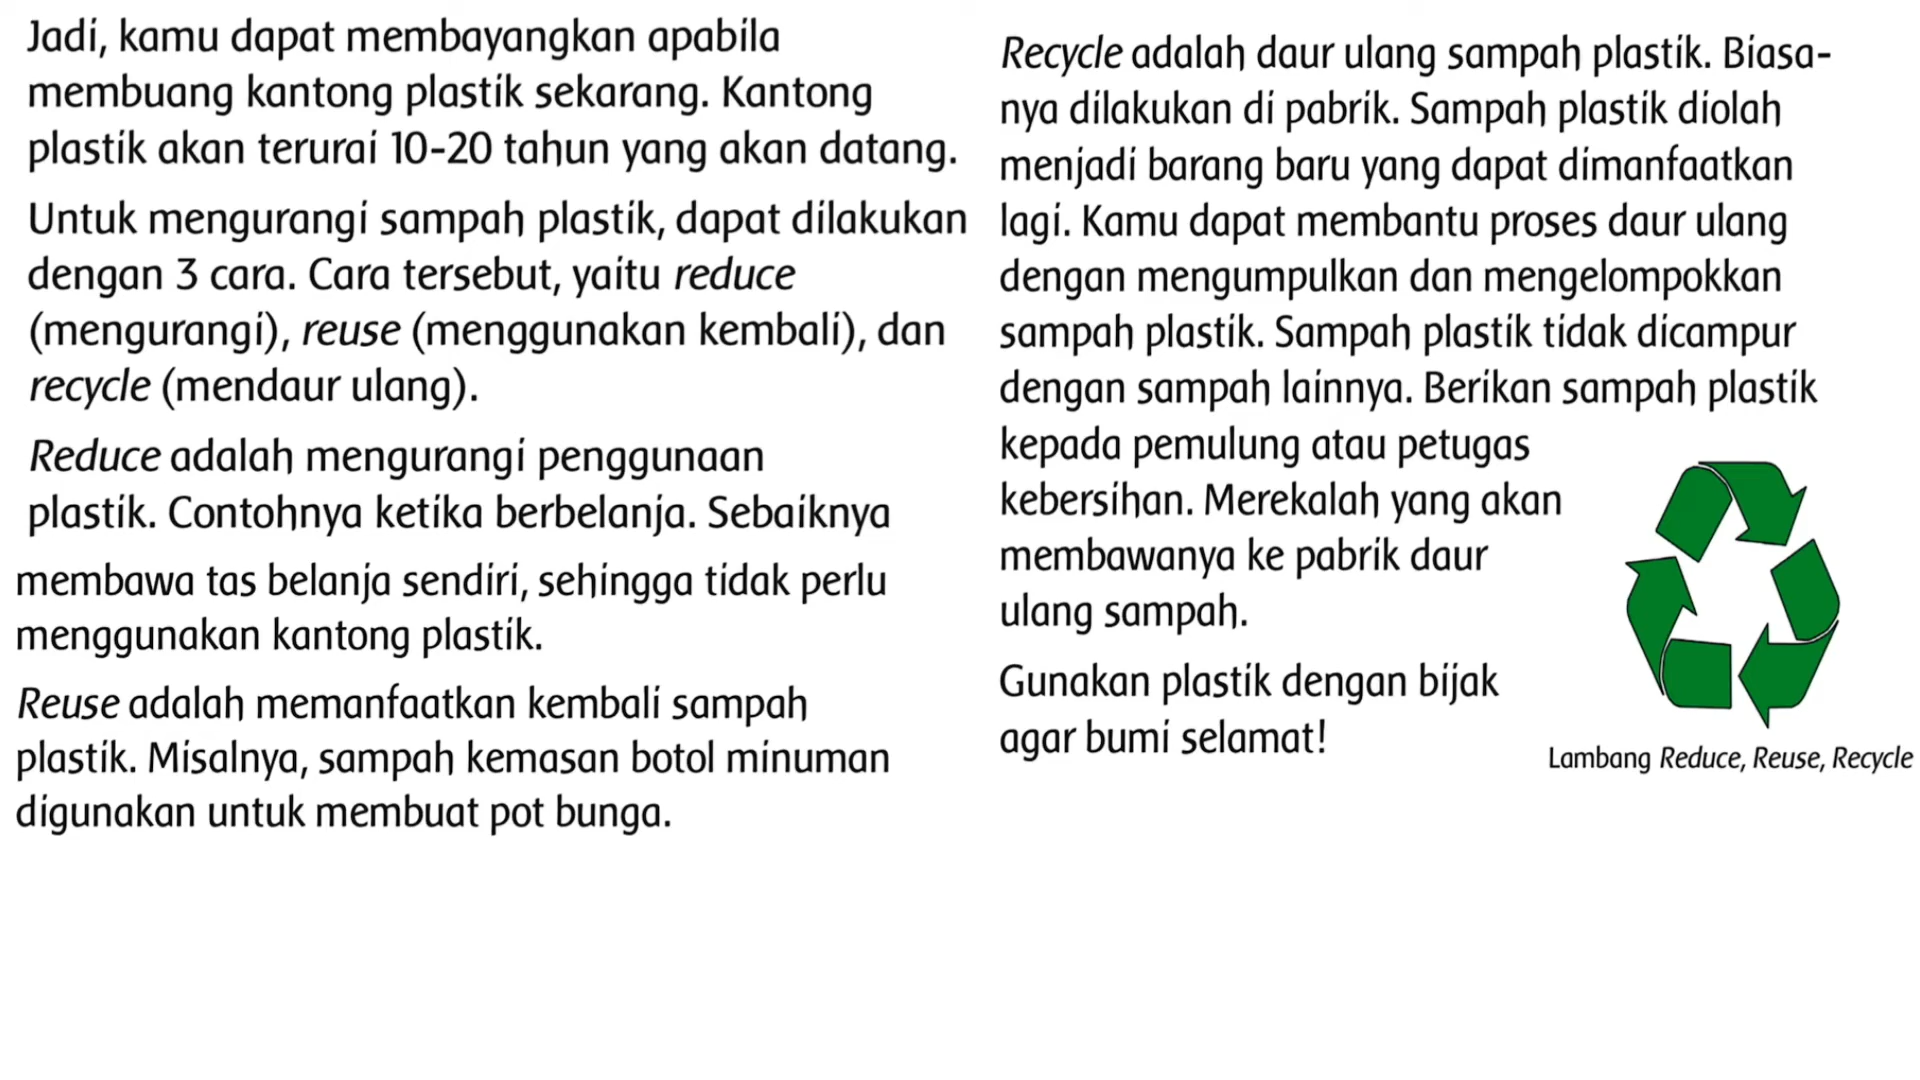 Jadi, kamu dapat membayangkan apabila
membuang kantong plastik sekarang. Kantong
plastik akan terurai 10-20 tahun yang akan datang.
Untuk mengurangi sampah plastik, dapat dilakukan
dengan 3 cara. Cara tersebut, yaitu reduce
(mengurangi), reuse (menggunakan kembali), dan
recycle (mendaur ulang).
Reduce adalah mengurangi penggunaan
plastik. Contohnya ketika berbelanja. Sebaiknya
membawa tas belanja sendiri, sehingga tidak perlu
menggunakan kantong plastik.
Reuse adalah memanfaatkan kembali sampah
plastik. Misalnya, sampah kemasan botol minuman
digunakan untuk membuat pot bunga.
Recycle adalah daur ulang sampah plastik. Biasa-
nya dilakukan di pabrik. Sampah plastik diolah
menjadi barang baru yang dapat dimanfaatkan
lagi. Kamu dapat membantu proses daur ulang
dengan mengumpulkan dan mengelompokkan
sampah plastik. Sampah plastik tidak dicampur
dengan sampah lainnya. Berikan sampah plastik
kepada pemulung atau petugas
kebersihan. Merekalah yang akan
membawanya ke pabrik daur
ulang sampah.
Gunakan plastik dengan bijak
agar bumi selamat!
Lambang Reduce, Reuse, Recycle